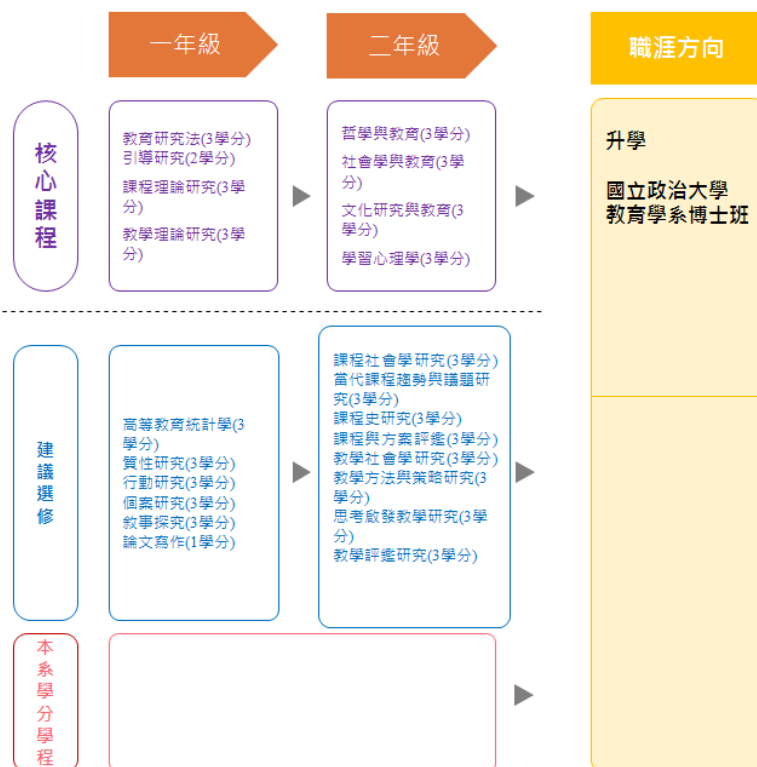 一年級
二年級
職涯方向
核
心
課
程
教育研究法(3學分)
引導研究(2學分)
課程理論研究(3學
分)
教學理論研究(3學
分)
哲學與教育(3學分)
社會學與教育(3學
分)
文化研究與教育(3
學分)
學習心理學(3學分)
升學
國立政治大學
教育學系博士班
建
議
選
修
高等教育統計學(3
學分)
質性研究(3學分)
行動研究(3學分)
個案研究(3學分)
敘事探究(3學分)
論文寫作(1學分)
課程社會學研究(3學分)
當代課程趨勢與議題研
究(3學分)
課程史研究(3學分)
課程與方案評鑑(3學分)
教學社會學研究(3學分)
教學方法與策略研究(3
學分)
思考啟發教學研究(3學
分)
教學評鑑研究(3學分)
本
系
學
分
學
程